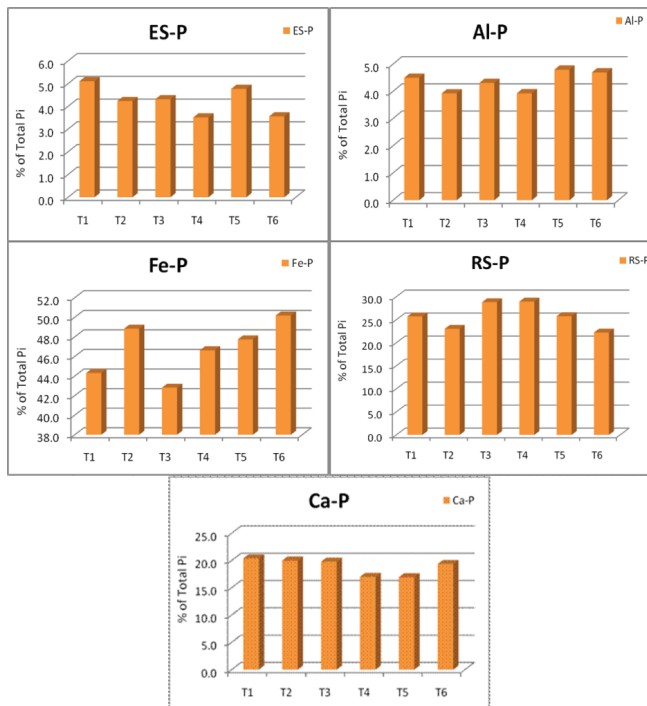 ES-P
ES-P
% of Total Pi
6.0
5.0
4.0
3.0
2.0
1.0
0.0
T1 T2 T3 T4 T5 T6
Al-P
Al-P
% of Total Pi
5.0
4.0
3.0
2.0
1.0
0.0
T1 T2 T3 T4 T5 T6
Fe-P
Fe-P
% of Total Pi
52.0
50.0
48.0
46.0
44.0
42.0
40.0
38.0
T1 T2 T3 T4 T5 T6
RS-P
RS-P
% of Total Pi
30.0
25.0
20.0
15.0
10.0
5.0
0.0
T1 T2 T3 T4 T5 T6
Ca-P
Ca-P
% of Total Pi
25.0
20.0
15.0
10.0
5.0
0.0
T1 T2 T3 T4 T5 T6